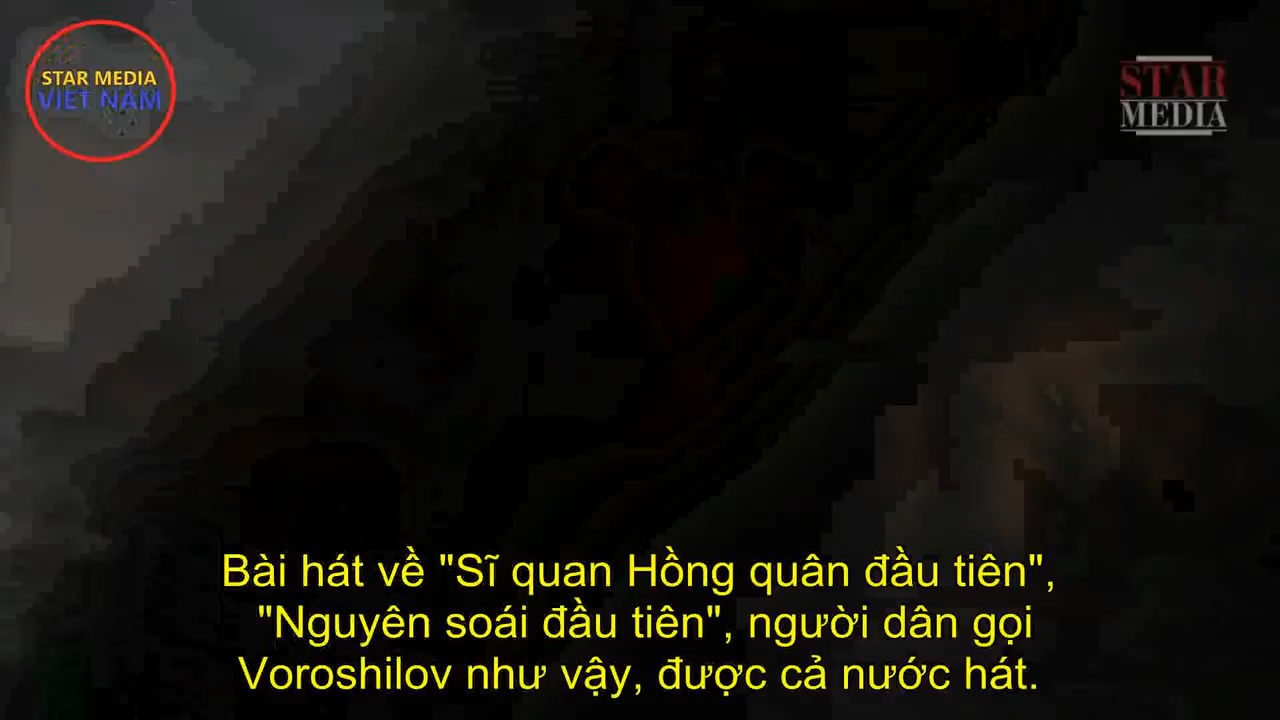 STAR MEDIA
VIỆT NAM
STAR
MEDIA
Bài hát về "Sĩ quan Hồng quân đầu tiên",
"Nguyên soái đầu tiên", người dân gọi
Voroshilov như vậy, được cả nước hát.